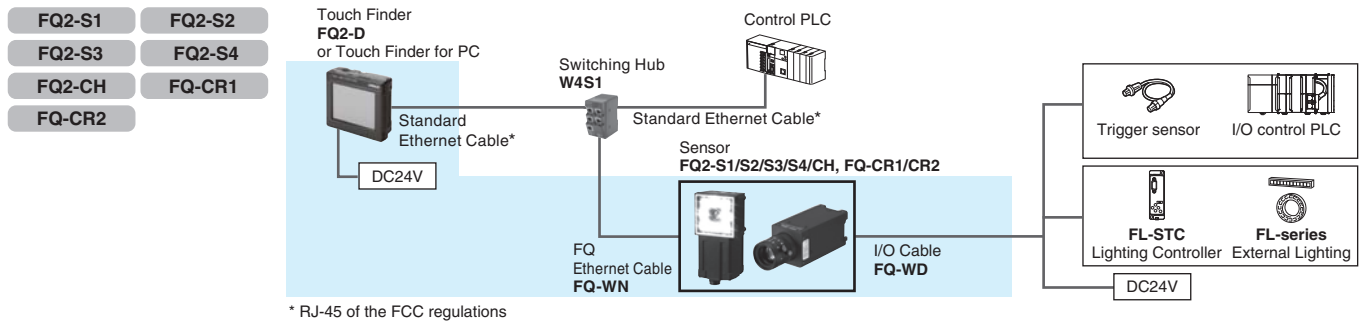 FQ2-S1
FQ2-S2
FQ2-S3
FQ2-S4
FQ2-CH
FQ-CR1
FQ-CR2
Touch Finder
FQ2-D
or Touch Finder for PC
Standard
Ethernet Cable*
DC24V
Switching Hub
W4S1
Control PLC
Standard Ethernet Cable*
Sensor
FQ2-S1/S2/S3/S4/CH, FQ-CR1/CR2
FQ
Ethernet Cable
FQ-WN
I/O Cable
FQ-WD
Trigger sensor
I/O control PLC
FL-STC
Lighting Controller
FL-series
External Lighting
DC24V
* RJ-45 of the FCC regulations